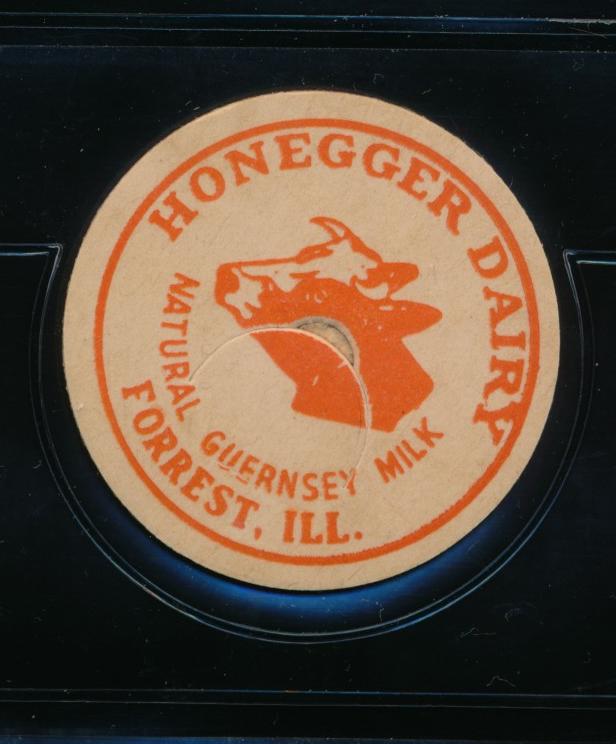 HONEGGER DAIRY
NATURAL GUERNSEY MILK
FORREST, ILL.